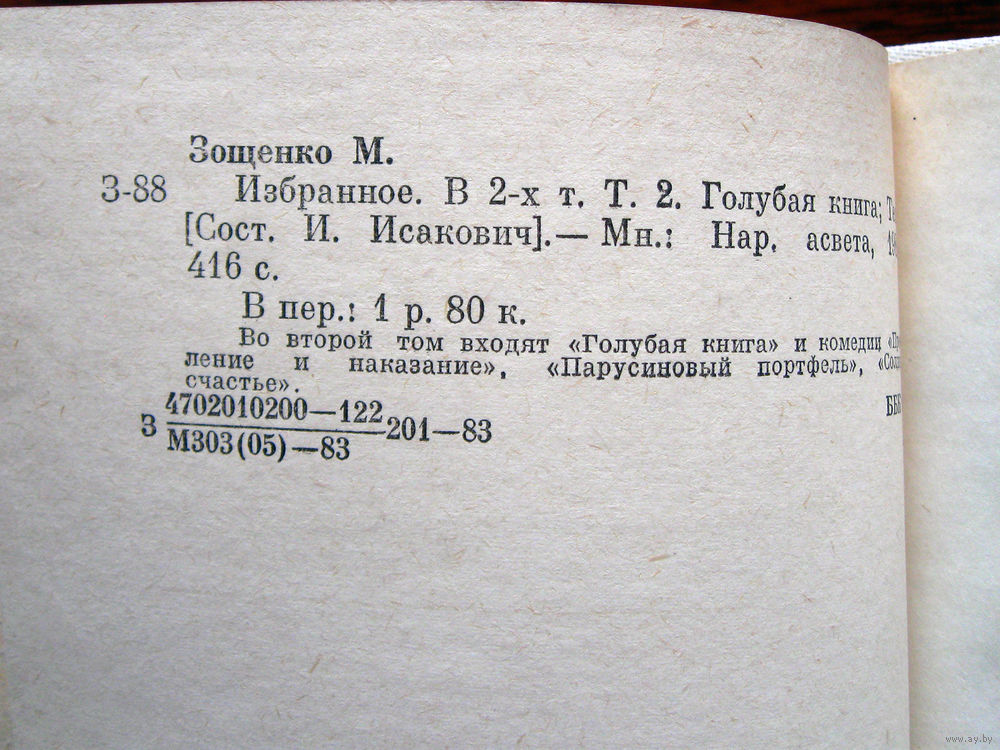 Зощенко М.
З-88 Избранное. В 2-х т. Т. 2. Голубая книга;
[Сост. И. Исакович].— Мн.: Нар. асвета,
416 с.
В пер.: 1 р. 80 к.
Во второй том входят «Голубая книга» и комедии
ление и наказание», «Парусиновый портфель»,
счастье».
З 4702010200—122
М303(05)—83 201—83
www.ay.by